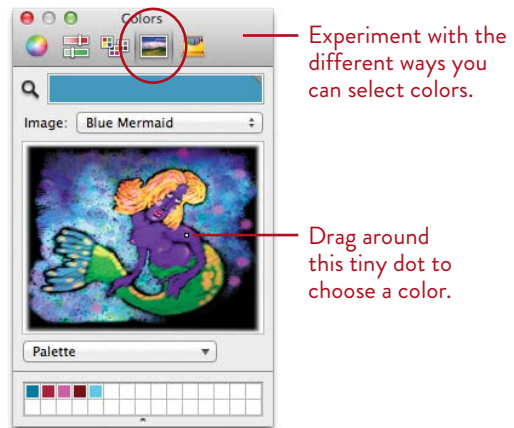 Colors
Experiment with the
different ways you
can select colors.
Image: Blue Mermaid
Drag around
this tiny dot to
choose a color.
Palette